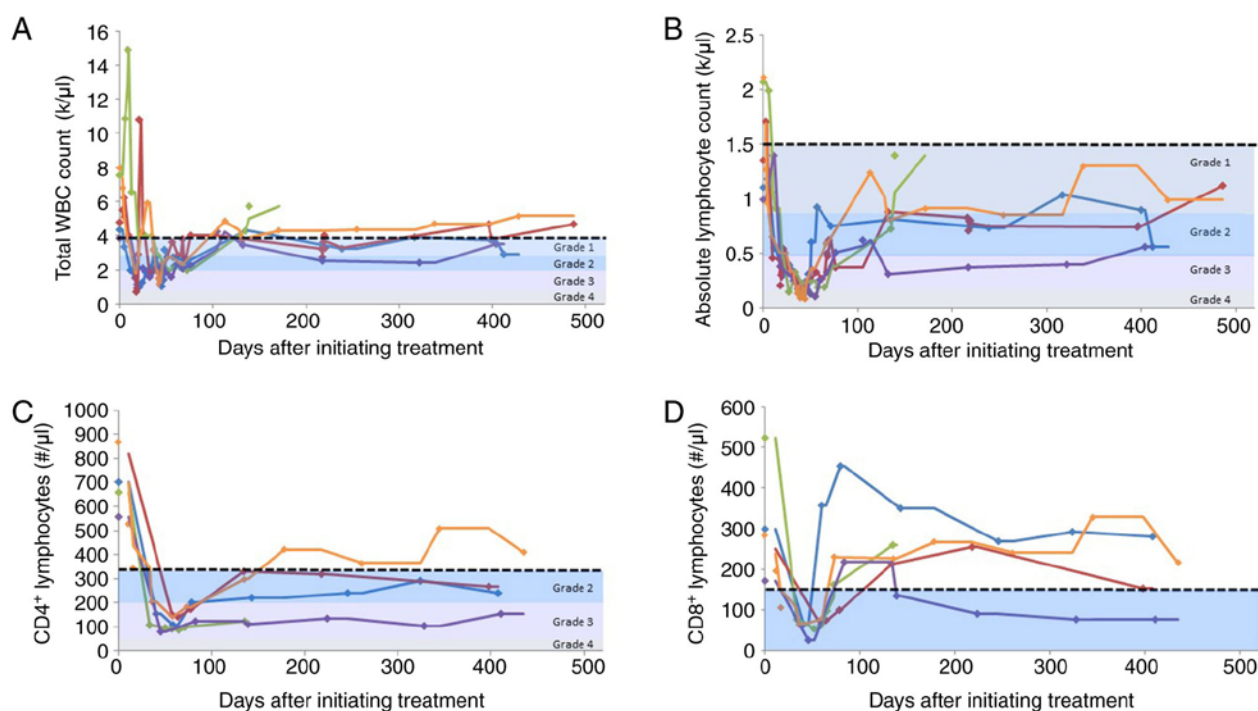 A
Total WBC count (k/µl)
16
14
12
10
8
6
4
2
0
Grade 1
Grade 2
Grade 3
Grade 4
0 100 200 300 400 500
Days after initiating treatment
B
Absolute lymphocyte count (k/µl)
2.5
2
1.5
1
0.5
0
Grade 1
Grade 2
Grade 3
Grade 4
0 100 200 300 400 500
Days after initiating treatment
C
CD4+ lymphocytes (#/µl)
1000
900
800
700
600
500
400
300
200
100
0
Grade 2
Grade 3
Grade 4
0 100 200 300 400 500
Days after initiating treatment
D
CD8+ lymphocytes (#/µl)
600
500
400
300
200
100
0
0 100 200 300 400 500
Days after initiating treatment